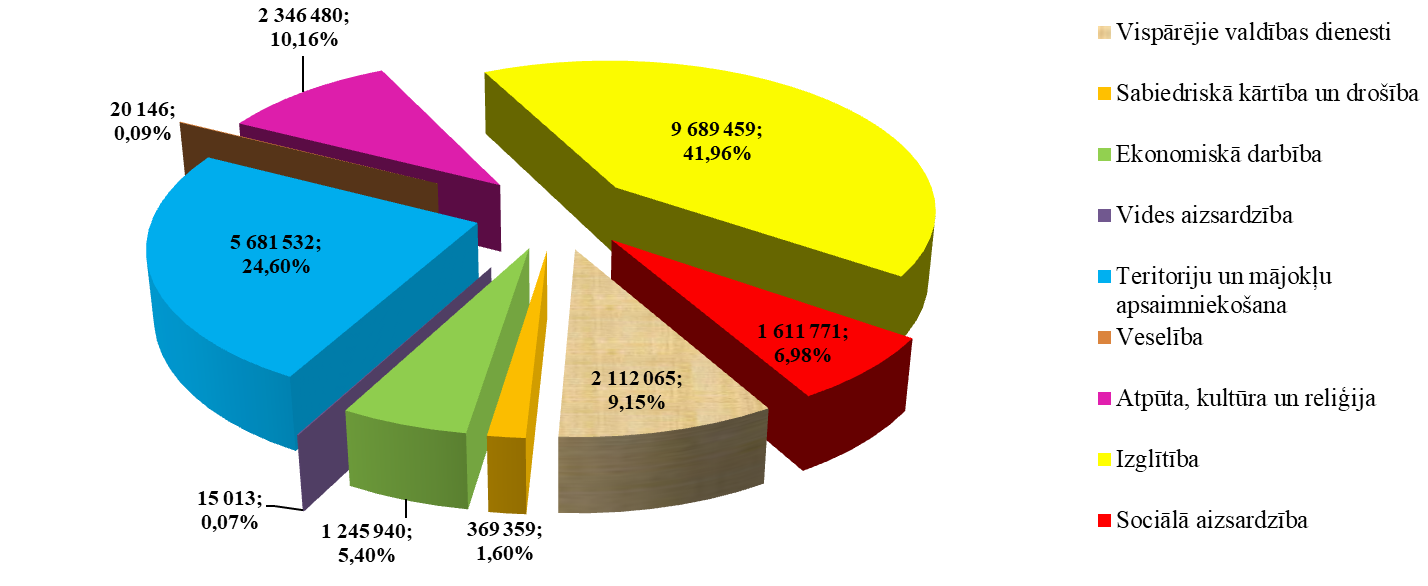 2 346 480;
10,16%
20 146;
0,09%
9 689 459;
41,96%
5 681 532;
24,60%
1 611 771;
6,98%
2 112 065;
9,15%
15 013;
0,07%
1 245 940;
5,40%
369 359;
1,60%
Vispārējie valdības dienesti
Sabiedriskā kārtība un drošība
Ekonomiskā darbība
Vides aizsardzība
Teritoriju un mājokļu
apsaimniekošana
Veselība
Atpūta, kultūra un reliģija
Izglītība
Sociālā aizsardzība